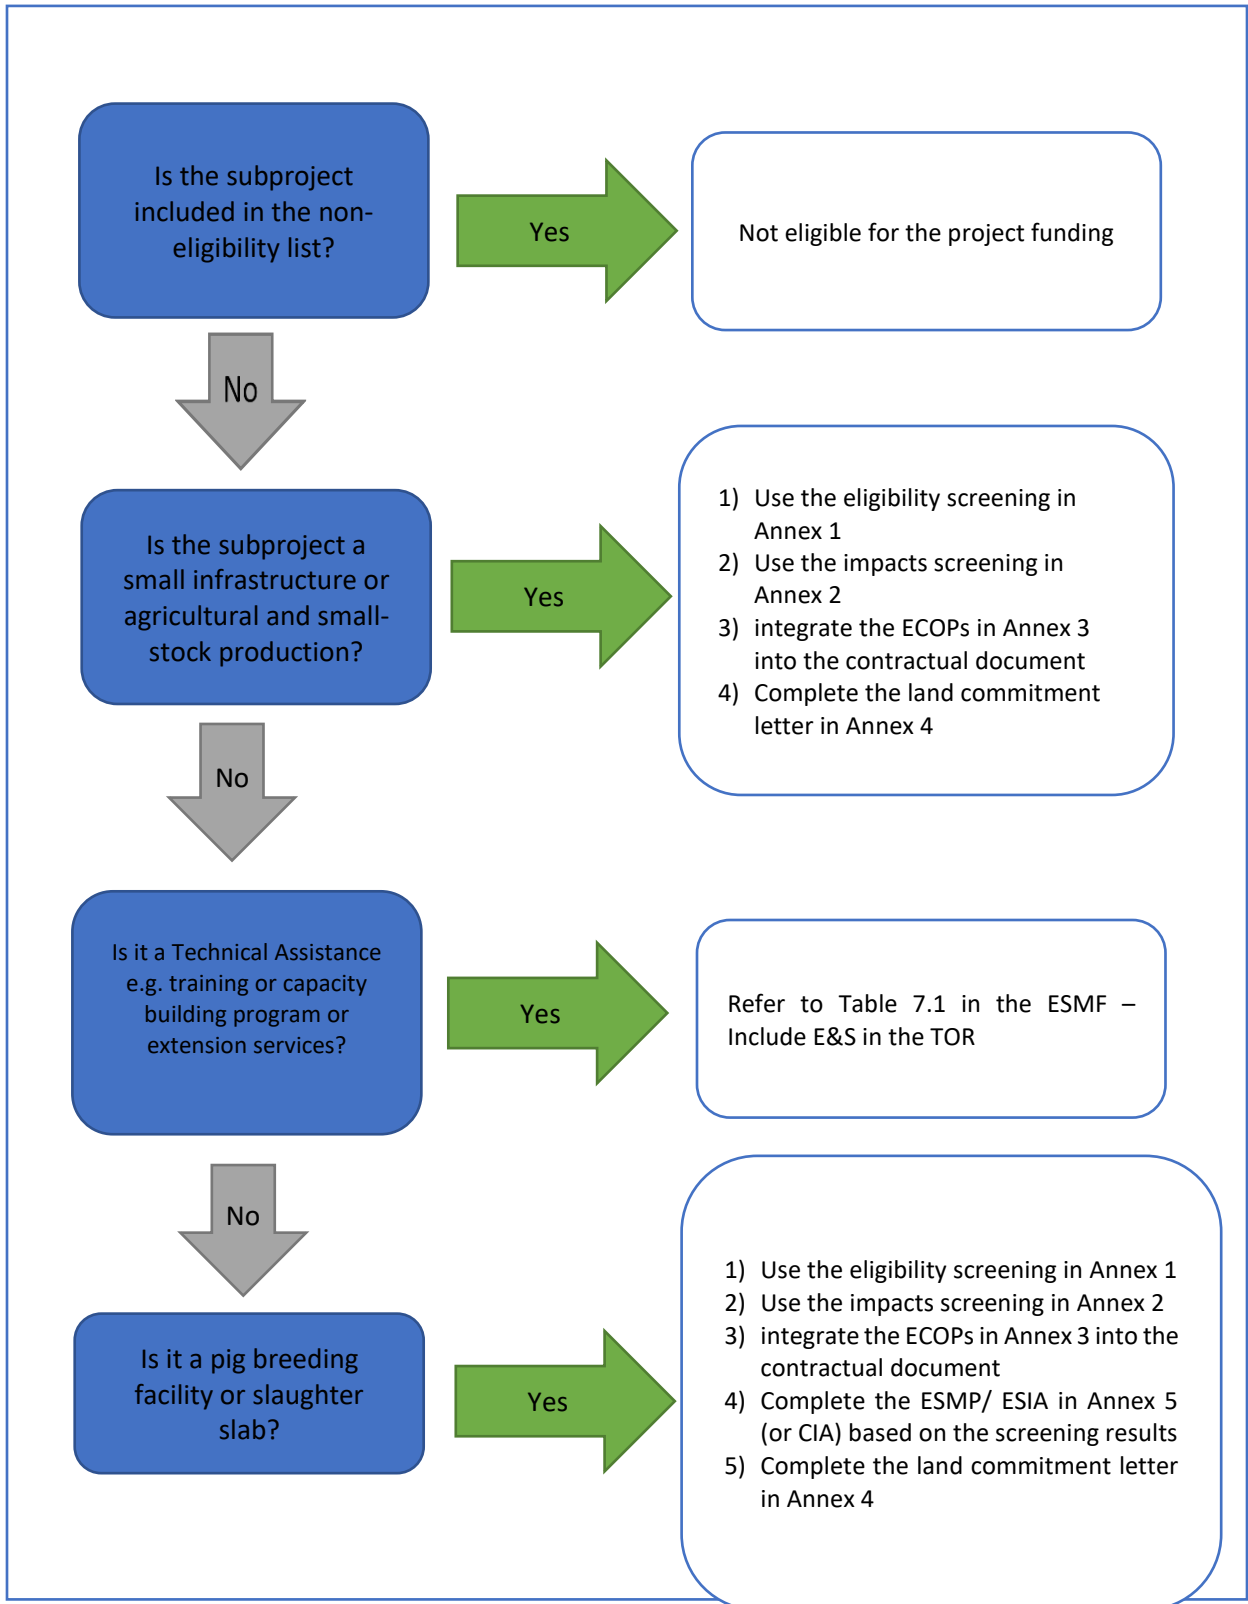 Is the subproject
included in the non-
eligibility list?
Yes
Not eligible for the project funding
No
Is the subproject a
small infrastructure or
agricultural and small-
stock production?
Yes
1) Use the eligibility screening in
Annex 1
2) Use the impacts screening in
Annex 2
3) integrate the ECOPs in Annex 3
into the contractual document
4) Complete the land commitment
letter in Annex 4
No
Is it a Technical Assistance
e.g. training or capacity
building program or
extension services?
Yes
Refer to Table 7.1 in the ESMF –
Include E&S in the TOR
No
Is it a pig breeding
facility or slaughter
slab?
Yes
1) Use the eligibility screening in Annex 1
2) Use the impacts screening in Annex 2
3) integrate the ECOPs in Annex 3 into the
contractual document
4) Complete the ESMP/ ESIA in Annex 5
(or CIA) based on the screening results
5) Complete the land commitment letter
in Annex 4